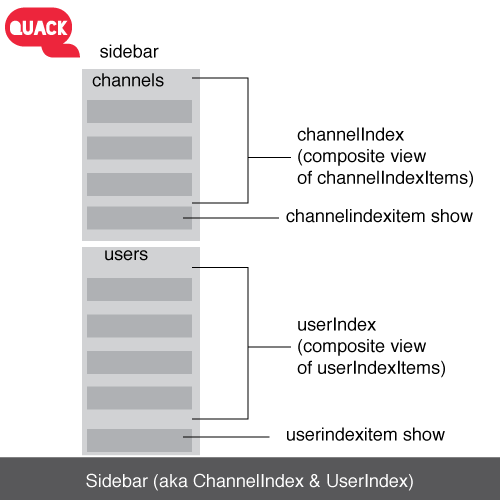 QUACK
sidebar
channels
channelIndex
(composite view
of channelIndexItems)
channelindexitem show
users
userIndex
(composite view
of userIndexItems)
userindexitem show
Sidebar (aka ChannelIndex & UserIndex)